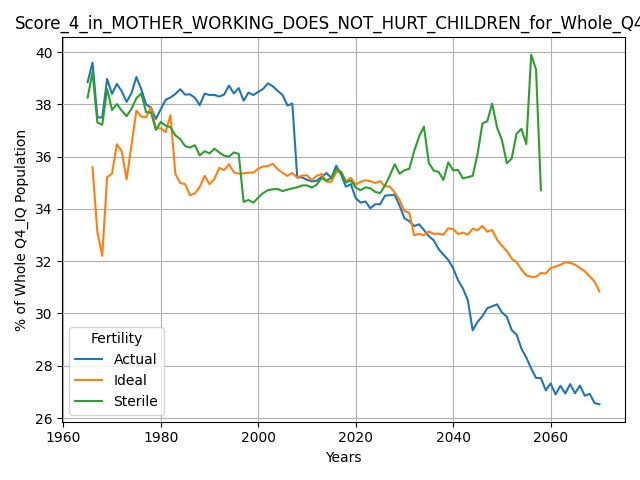 Score_4_in_MOTHER_WORKING_DOES_NOT_HURT_CHILDREN_for_Whole_Q4
% of Whole Q4_IQ Population
40
38
36
34
32
30
28
26
Fertility
Actual
Ideal
Sterile
1960
1980
2000
2020
2040
2060
Years